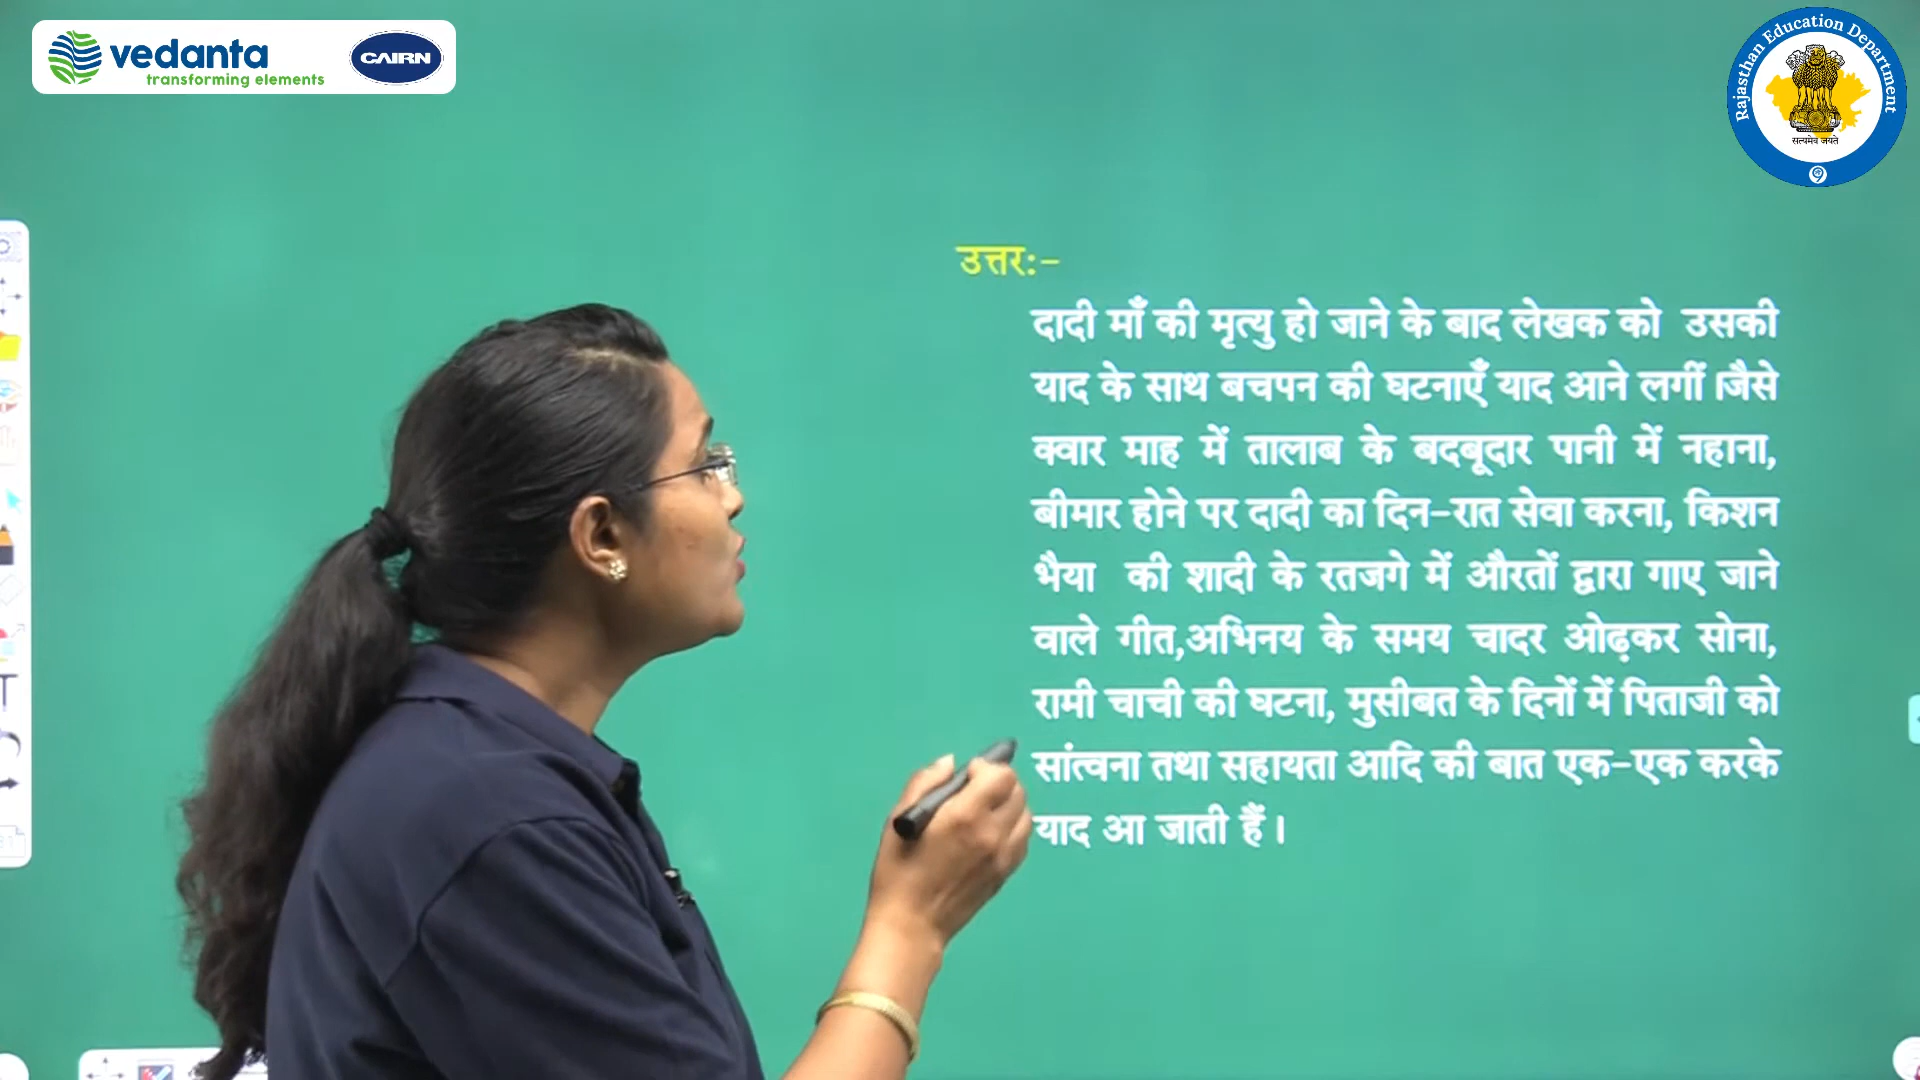 vedanta
transforming elements
CAIRN
Rajasthan Education Department
सत्यमेव जयते
उत्तर:-
दादी माँ की मृत्यु हो जाने के बाद लेखक को उसकी
याद के साथ बचपन की घटनाएँ याद आने लगीं।जैसे
क्वार माह में तालाब के बदबूदार पानी में नहाना,
बीमार होने पर दादी का दिन-रात सेवा करना, किशन
भैया की शादी के रतजगे में औरतों द्वारा गाए जाने
वाले गीत,अभिनय के समय चादर ओढ़कर सोना,
रामी चाची की घटना, मुसीबत के दिनों में पिताजी को
सांत्वना तथा सहायता आदि की बात एक-एक करके
याद आ जाती हैं।